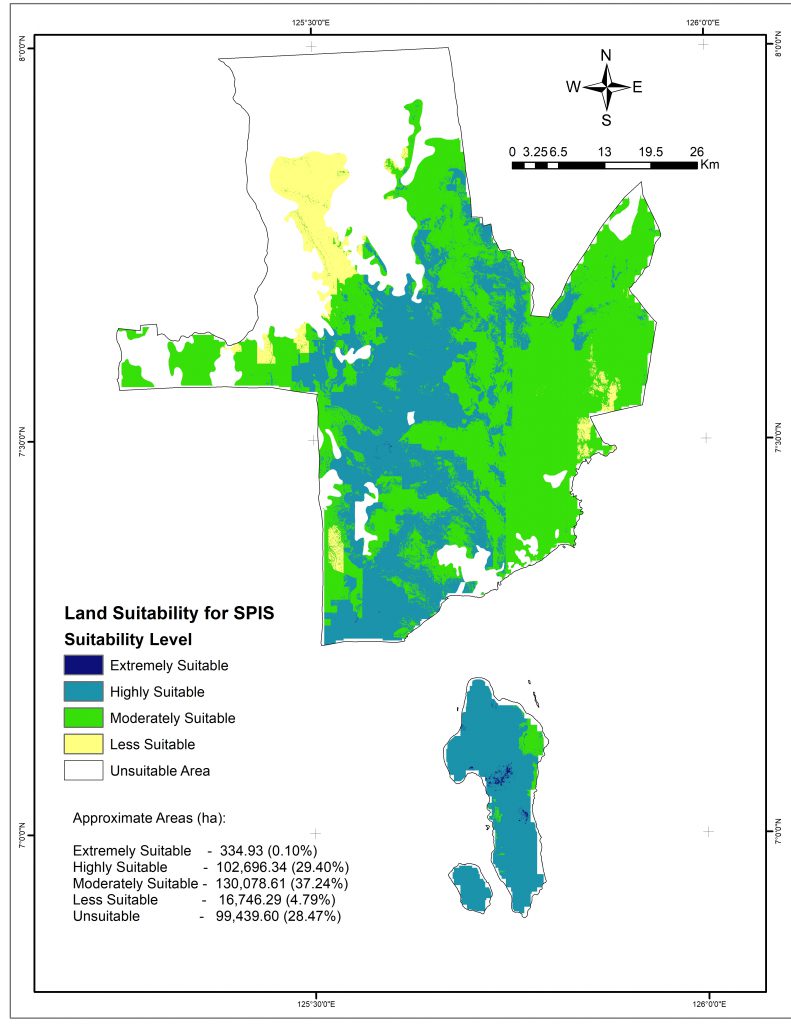 125°30'0"E
126°0'0"E
8°0'0"N
8°0'0"N
N
W
E
S
0 3.25 6.5 13 19.5 26
Km
7°30'0"N
7°30'0"N
Land Suitability for SPIS
Suitability Level
Extremely Suitable
Highly Suitable
Moderately Suitable
Less Suitable
Unsuitable Area
Approximate Areas (ha):
Extremely Suitable - 334.93 (0.10%)
Highly Suitable - 102,696.34 (29.40%)
Moderately Suitable - 130,078.61 (37.24%)
Less Suitable - 16,746.29 (4.79%)
Unsuitable - 99,439.60 (28.47%)
7°0'0"N
7°0'0"N
125°30'0"E
126°0'0"E